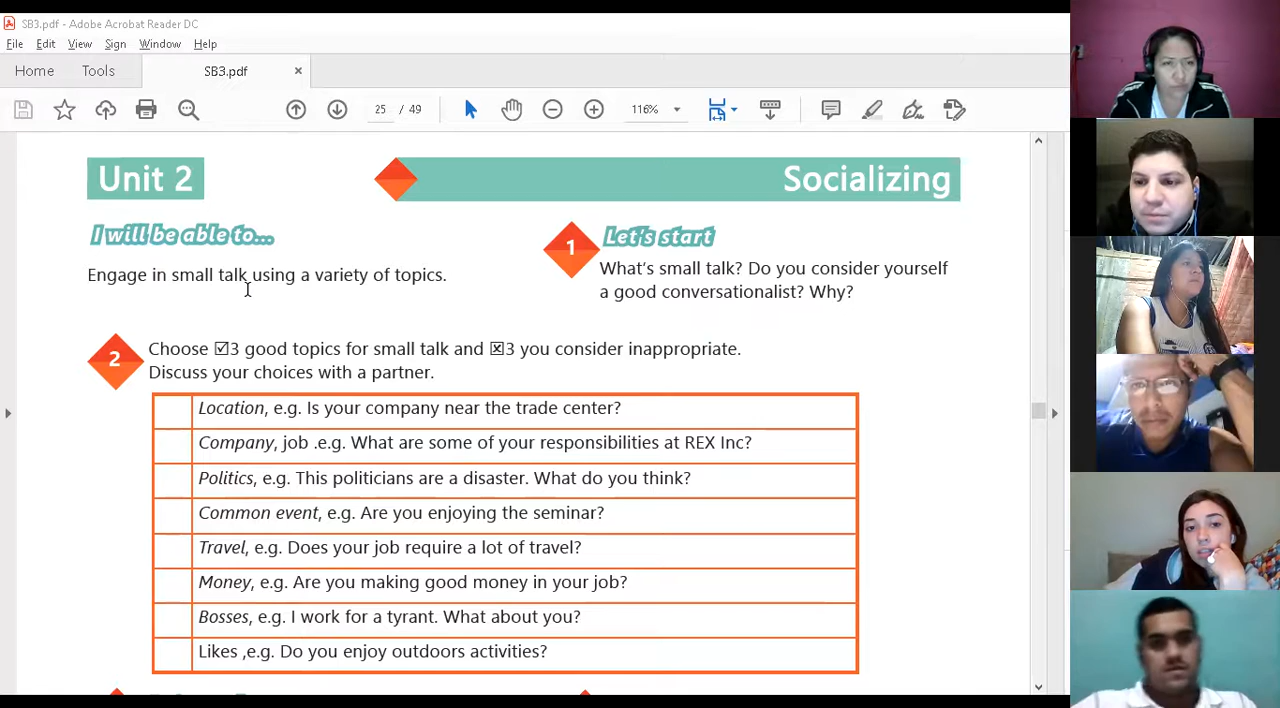 SB3.pdf - Adobe Acrobat Reader DC
File Edit View Sign Window Help
Home Tools SB3.pdf ×
25 / 49 116%
Unit 2 Socializing
I will be able to...
Engage in small talk using a variety of topics.
1 Let's start
What's small talk? Do you consider yourself
a good conversationalist? Why?
2 Choose ☑3 good topics for small talk and ☒3 you consider inappropriate.
Discuss your choices with a partner.
Location, e.g. Is your company near the trade center?
Company, job .e.g. What are some of your responsibilities at REX Inc?
Politics, e.g. This politicians are a disaster. What do you think?
Common event, e.g. Are you enjoying the seminar?
Travel, e.g. Does your job require a lot of travel?
Money, e.g. Are you making good money in your job?
Bosses, e.g. I work for a tyrant. What about you?
Likes ,e.g. Do you enjoy outdoors activities?